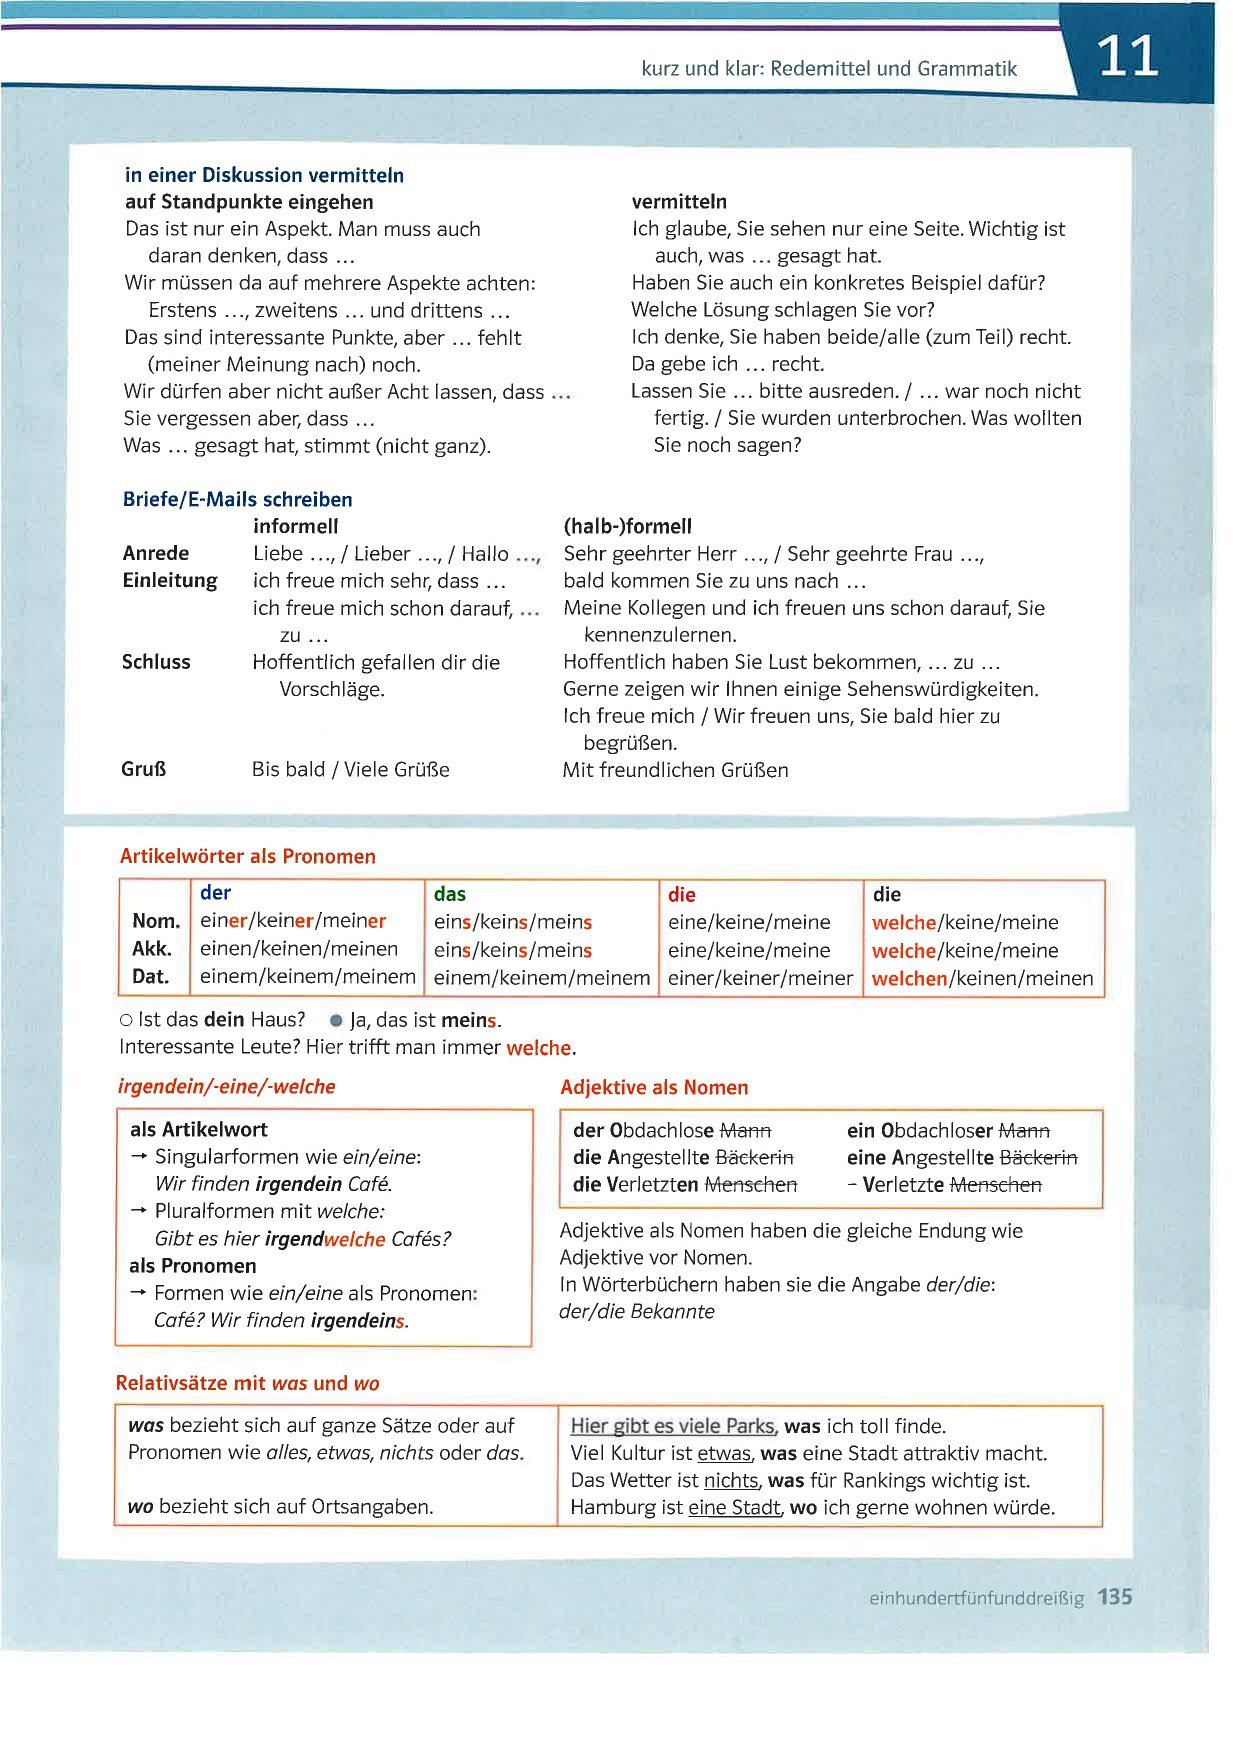 kurz und klar: Redemittel und Grammatik
11
in einer Diskussion vermitteln
auf Standpunkte eingehen
Das ist nur ein Aspekt. Man muss auch
daran denken, dass ...
Wir müssen da auf mehrere Aspekte achten:
Erstens ..., zweitens ... und drittens ...
Das sind interessante Punkte, aber ... fehlt
(meiner Meinung nach) noch.
Wir dürfen aber nicht außer Acht lassen, dass ...
Sie vergessen aber, dass ...
Was ... gesagt hat, stimmt (nicht ganz).
vermitteln
Ich glaube, Sie sehen nur eine Seite. Wichtig ist
auch, was ... gesagt hat.
Haben Sie auch ein konkretes Beispiel dafür?
Welche Lösung schlagen Sie vor?
Ich denke, Sie haben beide/alle (zum Teil) recht.
Da gebe ich ... recht.
Lassen Sie ... bitte ausreden. / ... war noch nicht
fertig. / Sie wurden unterbrochen. Was wollten
Sie noch sagen?
Briefe/E-Mails schreiben
informell (halb-)formell
Anrede Liebe ..., / Lieber ..., / Hallo ..., Sehr geehrter Herr ..., / Sehr geehrte Frau ...,
Einleitung ich freue mich sehr, dass ... bald kommen Sie zu uns nach ...
ich freue mich schon darauf, ... Meine Kollegen und ich freuen uns schon darauf, Sie
zu ... kennenzulernen.
Schluss Hoffentlich gefallen dir die Hoffentlich haben Sie Lust bekommen, ... zu ...
Vorschläge. Gerne zeigen wir Ihnen einige Sehenswürdigkeiten.
Ich freue mich / Wir freuen uns, Sie bald hier zu
begrüßen.
Gruß Bis bald / Viele Grüße Mit freundlichen Grüßen
Artikelwörter als Pronomen
der das die die
Nom. einer/keiner/meiner eins/keins/meins eine/keine/meine welche/keine/meine
Akk. einen/keinen/meinen eins/keins/meins eine/keine/meine welche/keine/meine
Dat. einem/keinem/meinem einem/keinem/meinem einer/keiner/meiner welchen/keinen/meinen
○ Ist das dein Haus? ● Ja, das ist meins.
Interessante Leute? Hier trifft man immer welche.
irgendein/-eine/-welche
als Artikelwort
→ Singularformen wie ein/eine:
Wir finden irgendein Café.
→ Pluralformen mit welche:
Gibt es hier irgendwelche Cafés?
als Pronomen
→ Formen wie ein/eine als Pronomen:
Café? Wir finden irgendeins.
Adjektive als Nomen
der Obdachlose Mann ein Obdachloser Mann
die Angestellte Bäckerin eine Angestellte Bäckerin
die Verletzten Menschen – Verletzte Menschen
Adjektive als Nomen haben die gleiche Endung wie
Adjektive vor Nomen.
In Wörterbüchern haben sie die Angabe der/die:
der/die Bekannte
Relativsätze mit was und wo
was bezieht sich auf ganze Sätze oder auf Hier gibt es viele Parks, was ich toll finde.
Pronomen wie alles, etwas, nichts oder das. Viel Kultur ist etwas, was eine Stadt attraktiv macht.
Das Wetter ist nichts, was für Rankings wichtig ist.
wo bezieht sich auf Ortsangaben. Hamburg ist eine Stadt, wo ich gerne wohnen würde.
einhundertfünfunddreißig 135